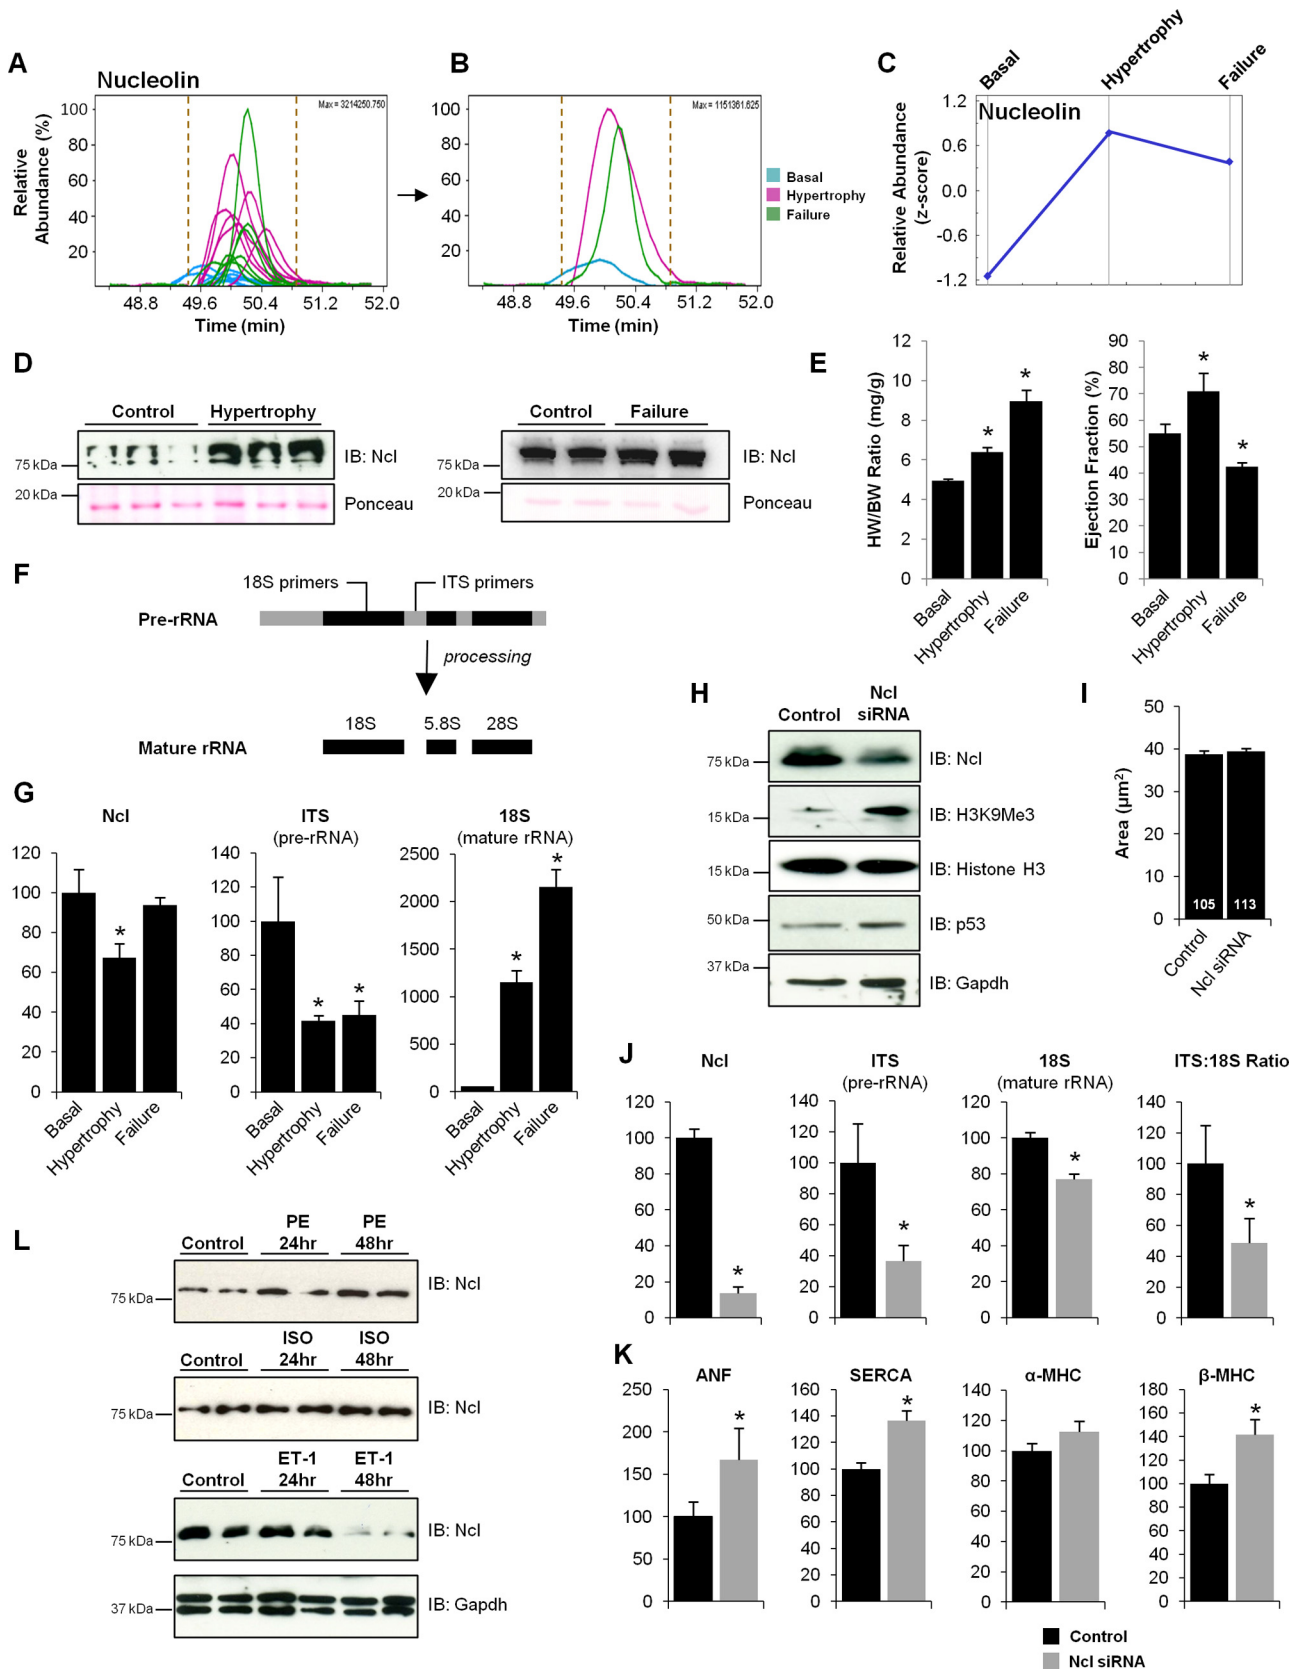 A
Nucleolin
Max = 3214250.750
Relative
Abundance (%)
100
80
60
40
20
48.8 49.6 50.4 51.2 52.0
Time (min)
B
Max = 1151361.625
100
80
60
40
20
48.8 49.6 50.4 51.2 52.0
Time (min)
Basal
Hypertrophy
Failure
C
Basal
Hypertrophy
Failure
Nucleolin
Relative Abundance
(z-score)
1.2
0.6
0.0
-0.6
-1.2
D
Control Hypertrophy
75 kDa
IB: Ncl
20 kDa
Ponceau
Control Failure
75 kDa
IB: Ncl
20 kDa
Ponceau
E
HW/BW Ratio (mg/g)
12
10
8
6
4
2
0
* *
Basal
Hypertrophy
Failure
Ejection Fraction (%)
90
80
70
60
50
40
30
20
10
0
* *
Basal
Hypertrophy
Failure
F
18S primers ITS primers
Pre-rRNA
processing
18S 5.8S 28S
Mature rRNA
G
Ncl
120
100
80
60
40
20
0
*
Basal
Hypertrophy
Failure
ITS
(pre-rRNA)
140
120
100
80
60
40
20
0
* *
Basal
Hypertrophy
Failure
18S
(mature rRNA)
2500
2000
1500
1000
500
0
* *
Basal
Hypertrophy
Failure
H
Control Ncl
siRNA
75 kDa
IB: Ncl
15 kDa
IB: H3K9Me3
15 kDa
IB: Histone H3
50 kDa
IB: p53
37 kDa
IB: Gapdh
I
Area (µm²)
50
40
30
20
10
0
105 113
Control
Ncl siRNA
J
Ncl
120
100
80
60
40
20
0
*
ITS
(pre-rRNA)
140
120
100
80
60
40
20
0
*
18S
(mature rRNA)
120
100
80
60
40
20
0
*
ITS:18S Ratio
140
120
100
80
60
40
20
0
*
K
ANF
250
200
150
100
50
0
*
SERCA
160
140
120
100
80
60
40
20
0
*
α-MHC
140
120
100
80
60
40
20
0
β-MHC
180
160
140
120
100
80
60
40
20
0
*
Control
Ncl siRNA
L
Control PE
24hr PE
48hr
75 kDa
IB: Ncl
Control ISO
24hr ISO
48hr
75 kDa
IB: Ncl
Control ET-1
24hr ET-1
48hr
75 kDa
IB: Ncl
37 kDa
IB: Gapdh